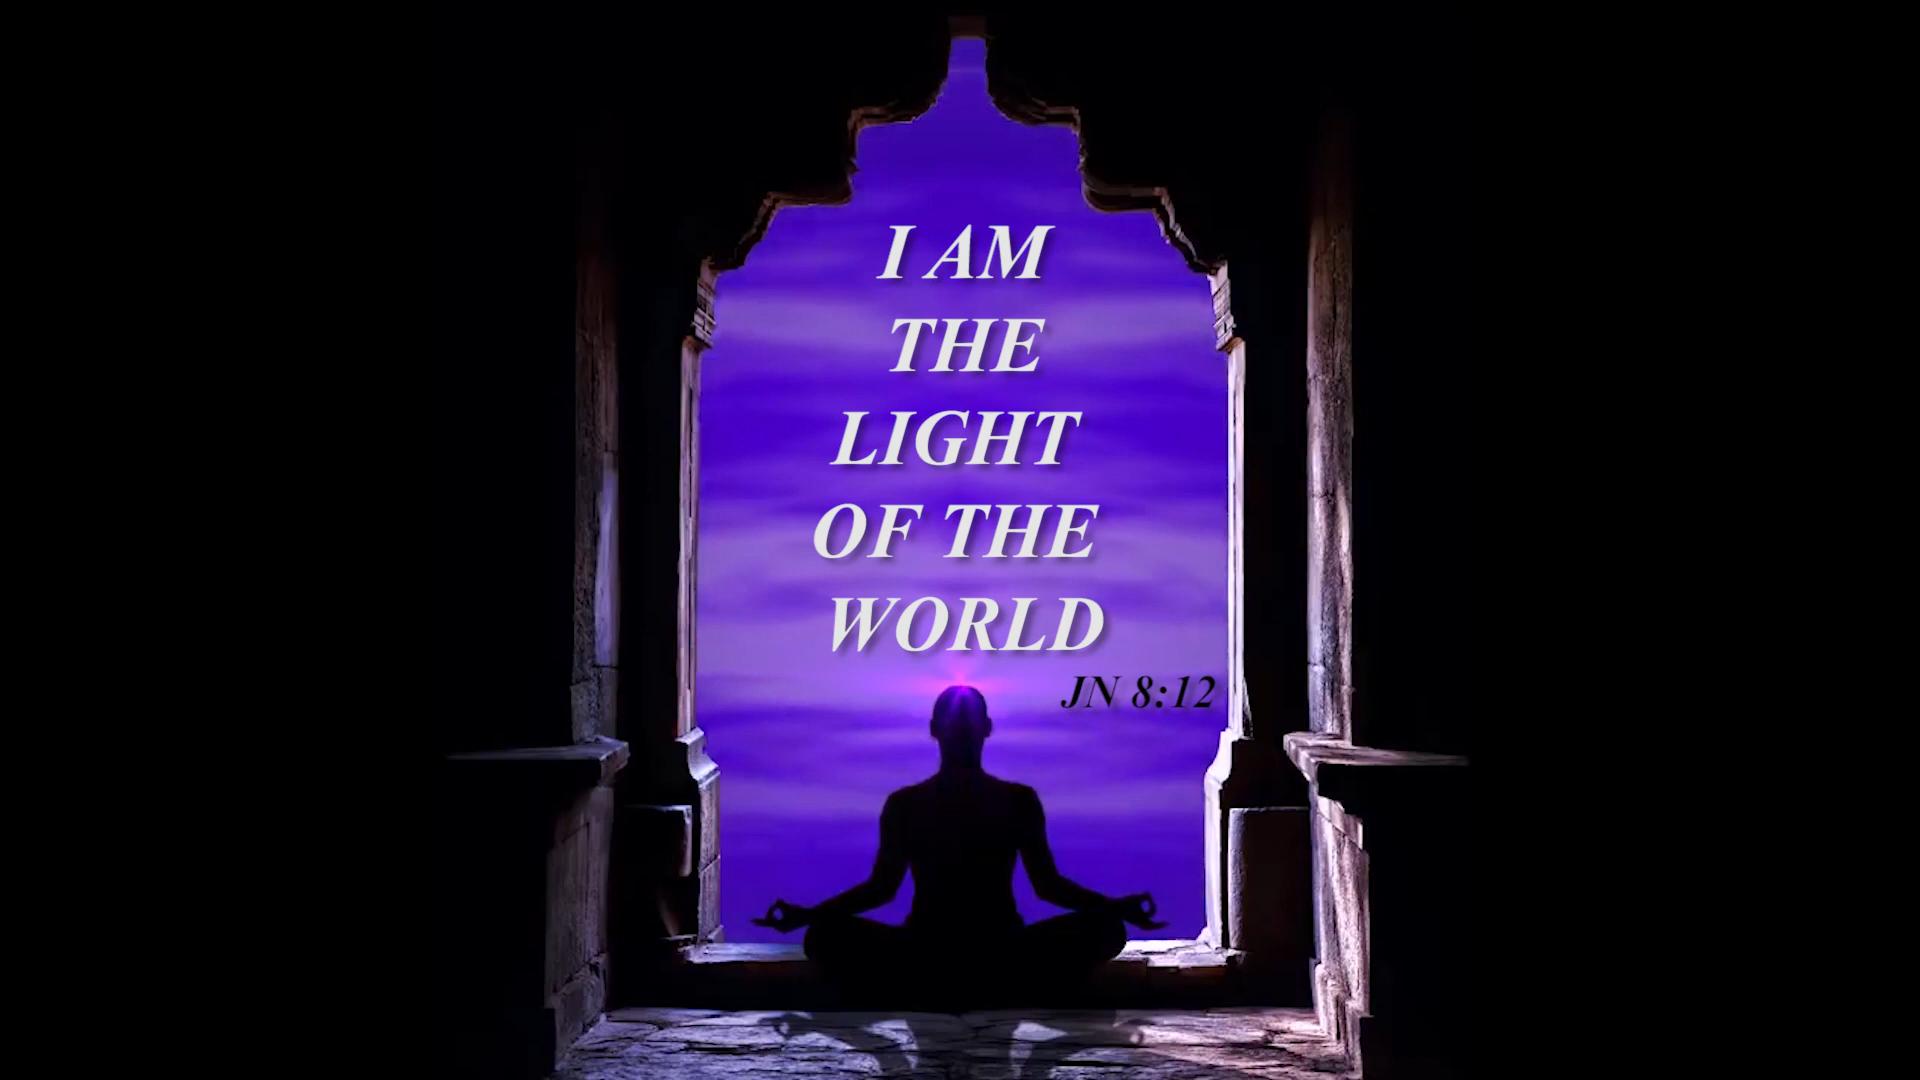 I AM
THE
LIGHT
OF THE
WORLD
JN 8:12